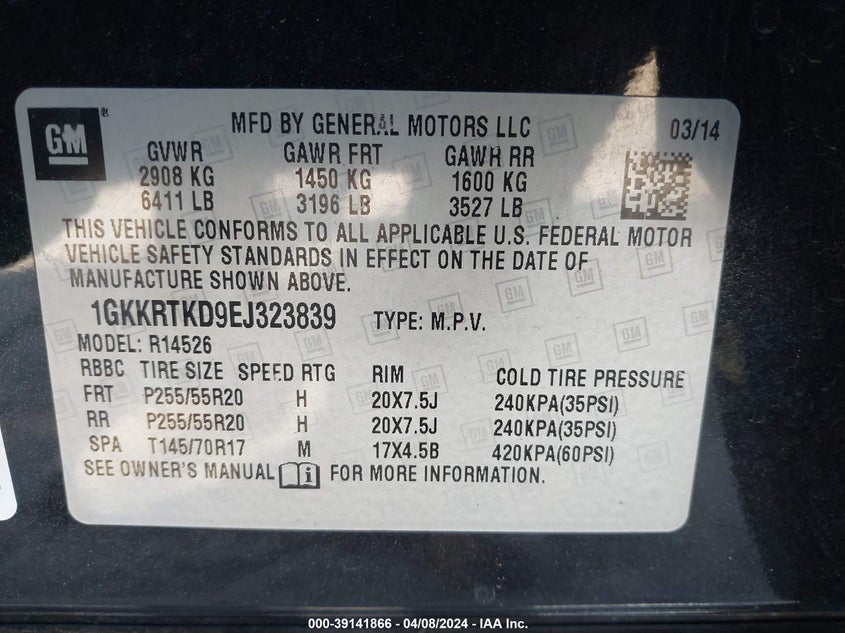 GM
MFD BY GENERAL MOTORS LLC 03/14
GVWR GAWR FRT GAWR RR
2908 KG 1450 KG 1600 KG
6411 LB 3196 LB 3527 LB
THIS VEHICLE CONFORMS TO ALL APPLICABLE U.S. FEDERAL MOTOR
VEHICLE SAFETY STANDARDS IN EFFECT ON THE DATE OF
MANUFACTURE SHOWN ABOVE.
1GKKRTKD9EJ323839 TYPE: M.P.V.
MODEL: R14526
RBBC TIRE SIZE SPEED RTG RIM COLD TIRE PRESSURE
FRT P255/55R20 H 20X7.5J 240KPA(35PSI)
RR P255/55R20 H 20X7.5J 240KPA(35PSI)
SPA T145/70R17 M 17X4.5B 420KPA(60PSI)
SEE OWNER'S MANUAL i FOR MORE INFORMATION.
000-39141866 - 04/08/2024 - IAA Inc.